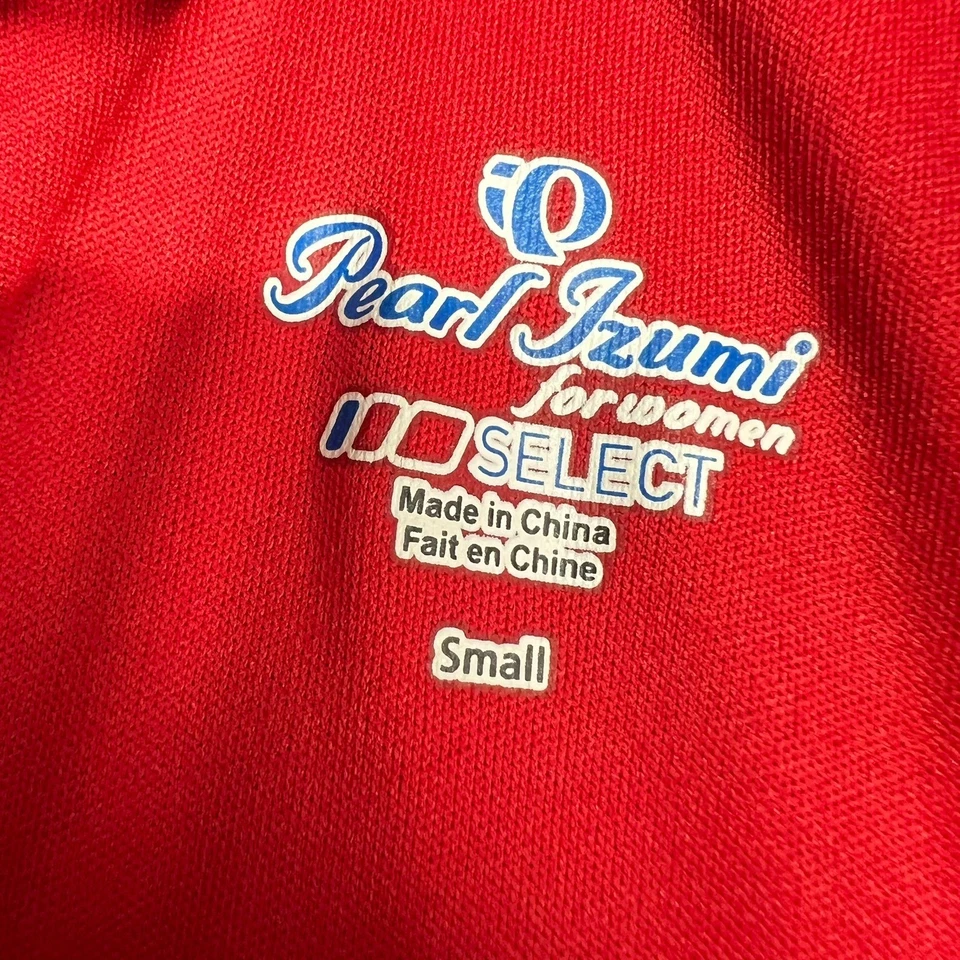 Pearl Izumi
for women
SELECT
Made in China
Fait en Chine
Small